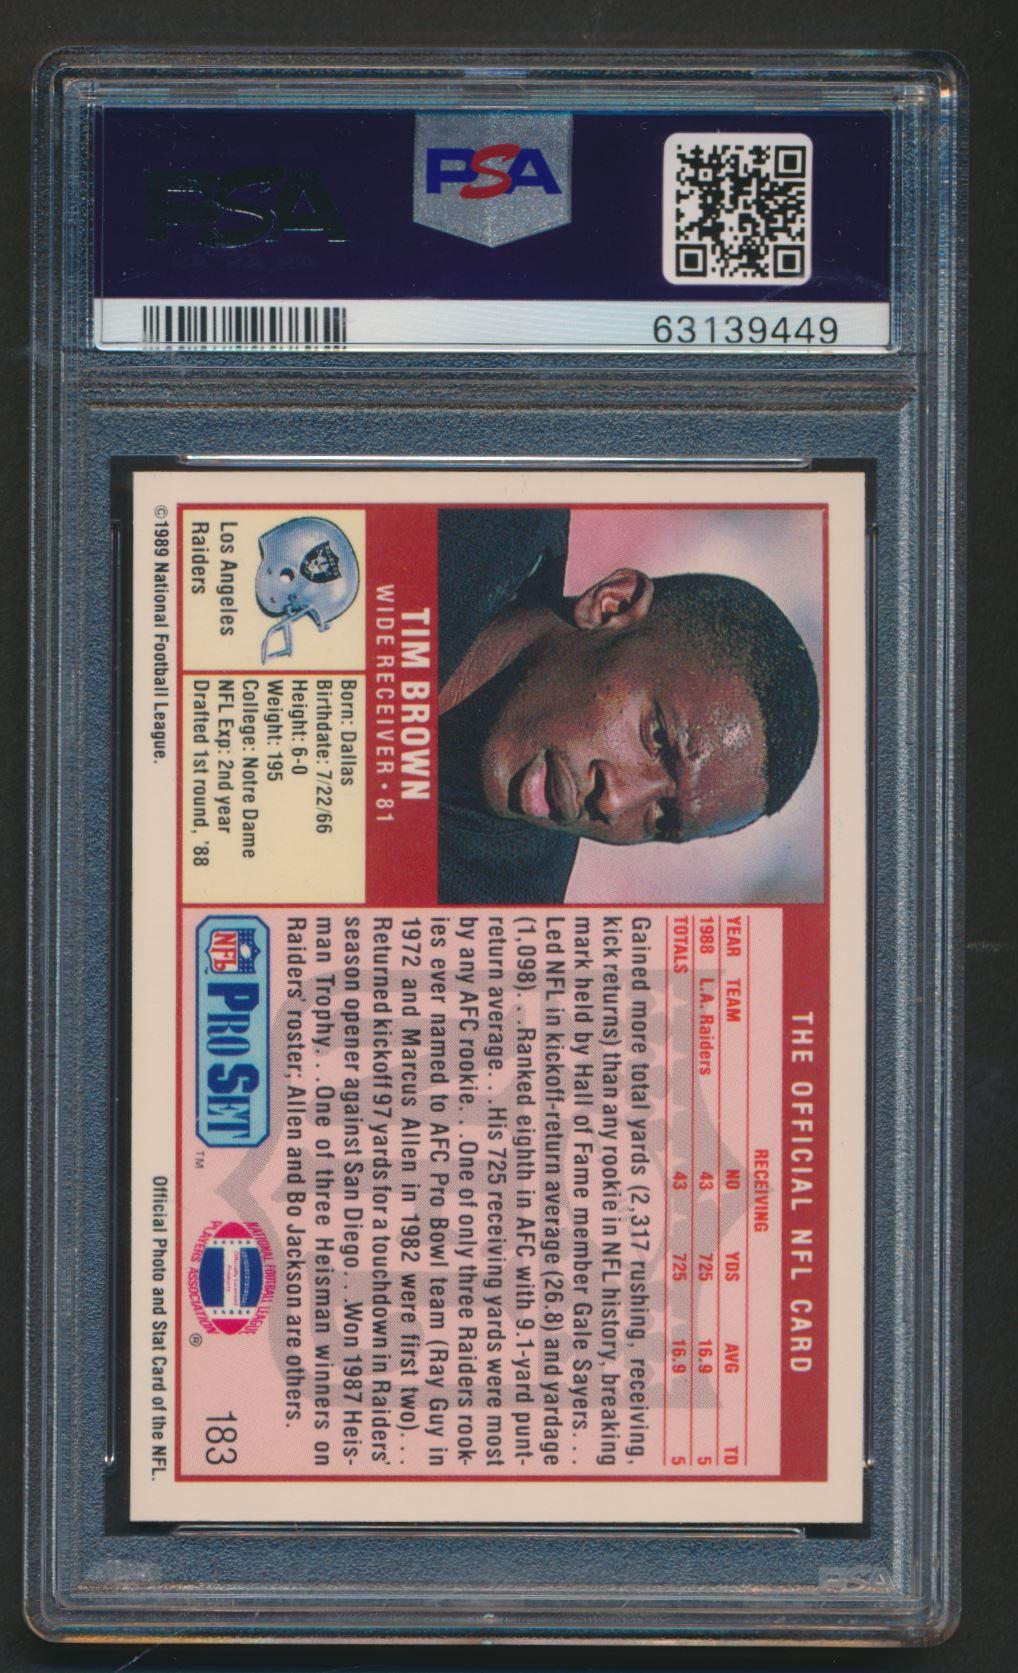 PSA
PSA
63139449
THE OFFICIAL NFL CARD
TIM BROWN
WIDE RECEIVER • 81
Los Angeles
Raiders
Born: Dallas
Birthdate: 7/22/66
Height: 6-0
Weight: 195
College: Notre Dame
NFL Exp: 2nd year
Drafted 1st round, '88
RECEIVING
YEAR TEAM NO YDS AVG TD
1988 L.A. Raiders 43 725 16.9 5
TOTALS 43 725 16.9 5
Gained more total yards (2,317 rushing, receiving,
kick returns) than any rookie in NFL history, breaking
mark held by Hall of Fame member Gale Sayers. . .
Led NFL in kickoff-return average (26.8) and yardage
(1,098). . .Ranked eighth in AFC with 9.1-yard punt-
return average. . .His 725 receiving yards were most
by any AFC rookie. . .One of only three Raiders rook-
ies ever named to AFC Pro Bowl team (Ray Guy in
1972 and Marcus Allen in 1982 were first two). . .
Returned kickoff 97 yards for a touchdown in Raiders'
season opener against San Diego. . .Won 1987 Heis-
man Trophy. . .One of three Heisman winners on
Raiders' roster; Allen and Bo Jackson are others.
NFL PRO SET ™
NATIONAL FOOTBALL LEAGUE
Officially Licensed
Product
PLAYERS ASSOCIATION
®
183
©1989 National Football League.
Official Photo and Stat Card of the NFL.
PSA